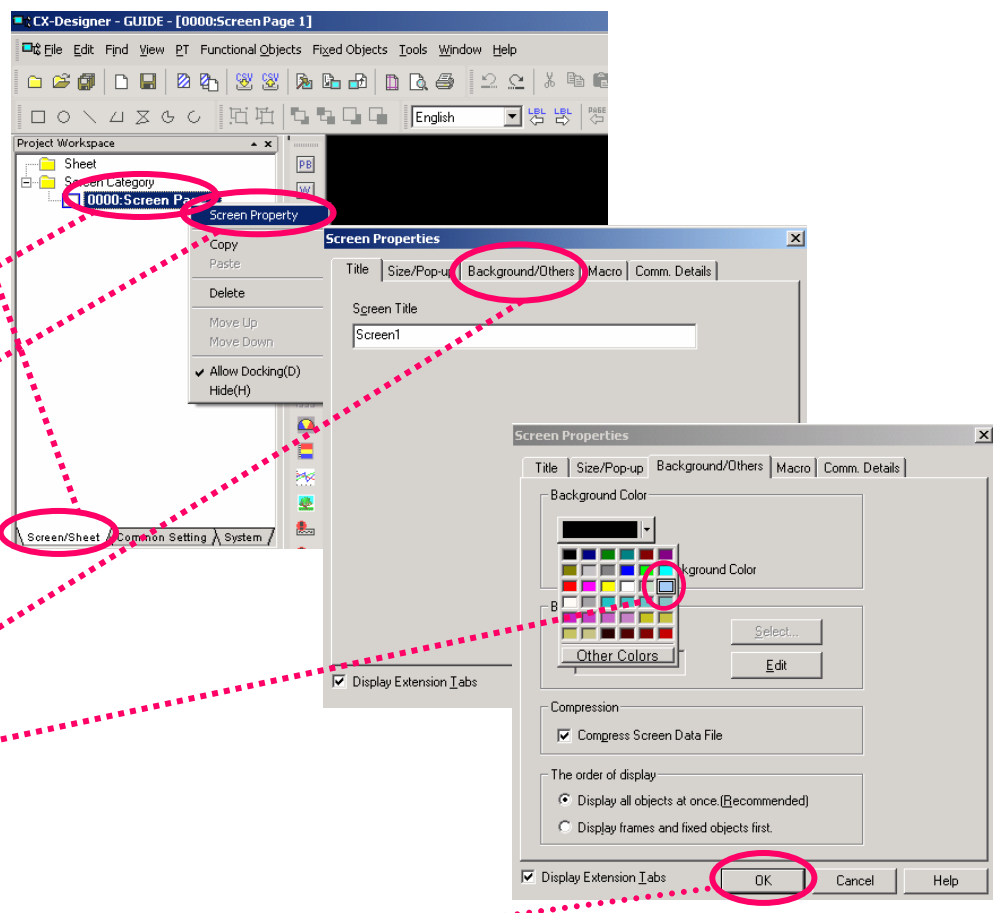 CX-Designer - GUIDE - [0000:Screen Page 1]
File Edit Find View PT Functional Objects Fixed Objects Tools Window Help
CSV CSV
English LBL LBL PAGE
Project Workspace
Sheet
Screen Category
0000:Screen Pa
PB
W
Screen Property
Copy
Paste
Delete
Move Up
Move Down
Allow Docking(D)
Hide(H)
Screen/Sheet Common Setting System
Screen Properties
Title Size/Pop-up Background/Others Macro Comm. Details
Screen Title
Screen1
Display Extension Tabs
Screen Properties
Title Size/Pop-up Background/Others Macro Comm. Details
Background Color
kground Color
B
Other Colors
Select...
Edit
Compression
Compress Screen Data File
The order of display
Display all objects at once.(Recommended)
Display frames and fixed objects first.
Display Extension Tabs OK Cancel Help